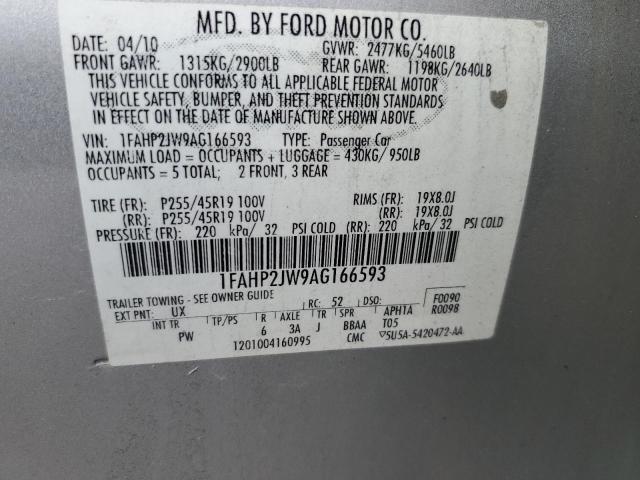 MFD. BY FORD MOTOR CO.
DATE: 04/10 GVWR: 2477KG/5460LB
FRONT GAWR: 1315KG/2900LB REAR GAWR: 1198KG/2640LB
THIS VEHICLE CONFORMS TO ALL APPLICABLE FEDERAL MOTOR
VEHICLE SAFETY, BUMPER, AND THEFT PREVENTION STANDARDS
IN EFFECT ON THE DATE OF MANUFACTURE SHOWN ABOVE.
VIN: 1FAHP2JW9AG166593 TYPE: Passenger Car
MAXIMUM LOAD = OCCUPANTS + LUGGAGE = 430KG/950LB
OCCUPANTS = 5 TOTAL; 2 FRONT, 3 REAR
TIRE (FR): P255/45R19 100V RIMS (FR): 19X8.0J
(RR): P255/45R19 100V (RR): 19X8.0J
PRESSURE (FR): 220 kPa/ 32 PSI COLD (RR): 220 kPa/ 32 PSI COLD
1FAHP2JW9AG166593
TRAILER TOWING - SEE OWNER GUIDE
EXT PNT: UX RC: 52 DSO: F0090
INT TR TP/PS R AXLE TR SPR APH1A R0098
PW 6 3A J BBAA T05
1201004160995 CMC ▽5U5A-5420472-AA